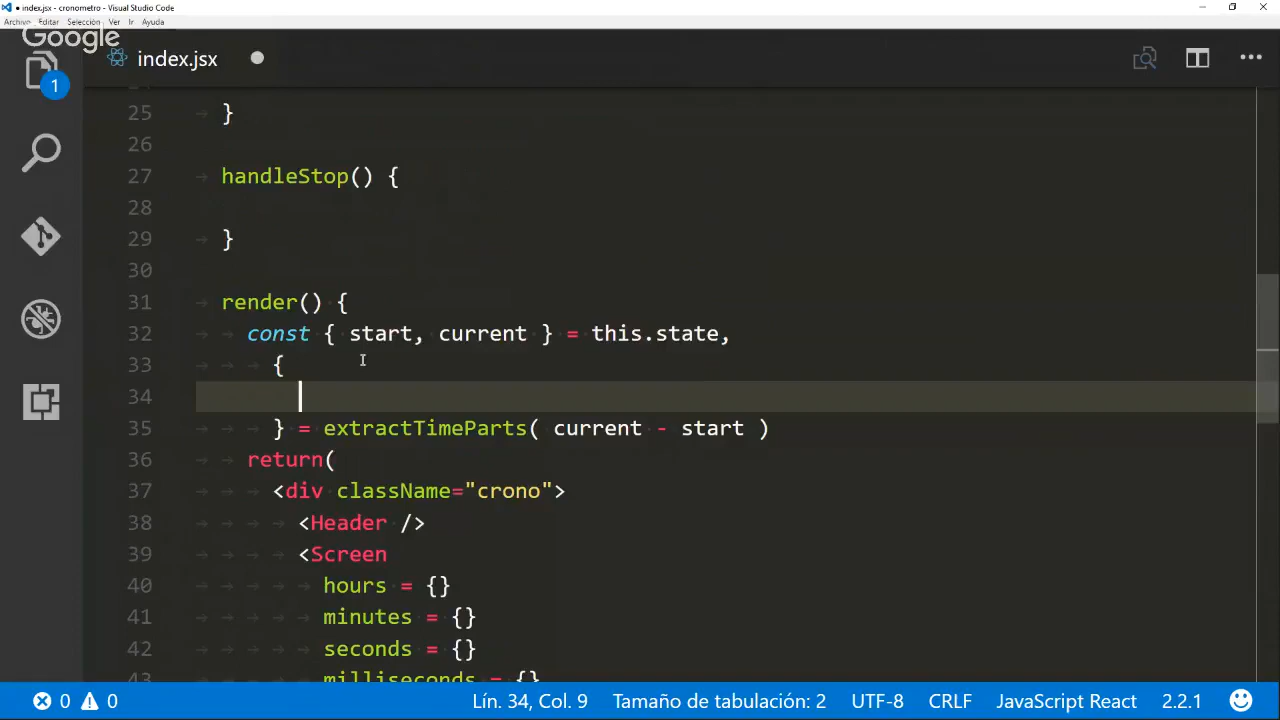 index.jsx - cronometro - Visual Studio Code
Archivo Editar Selección Ver Ir Ayuda
Google
index.jsx
1
25 }
26
27 handleStop() {
28
29 }
30
31 render() {
32 const { start, current } = this.state,
33 {
34
35 } = extractTimeParts( current - start )
36 return(
37 <div className="crono">
38 <Header />
39 <Screen
40 hours = {}
41 minutes = {}
42 seconds = {}
43 milliseconds = {}
0 0 Lín. 34, Col. 9 Tamaño de tabulación: 2 UTF-8 CRLF JavaScript React 2.2.1